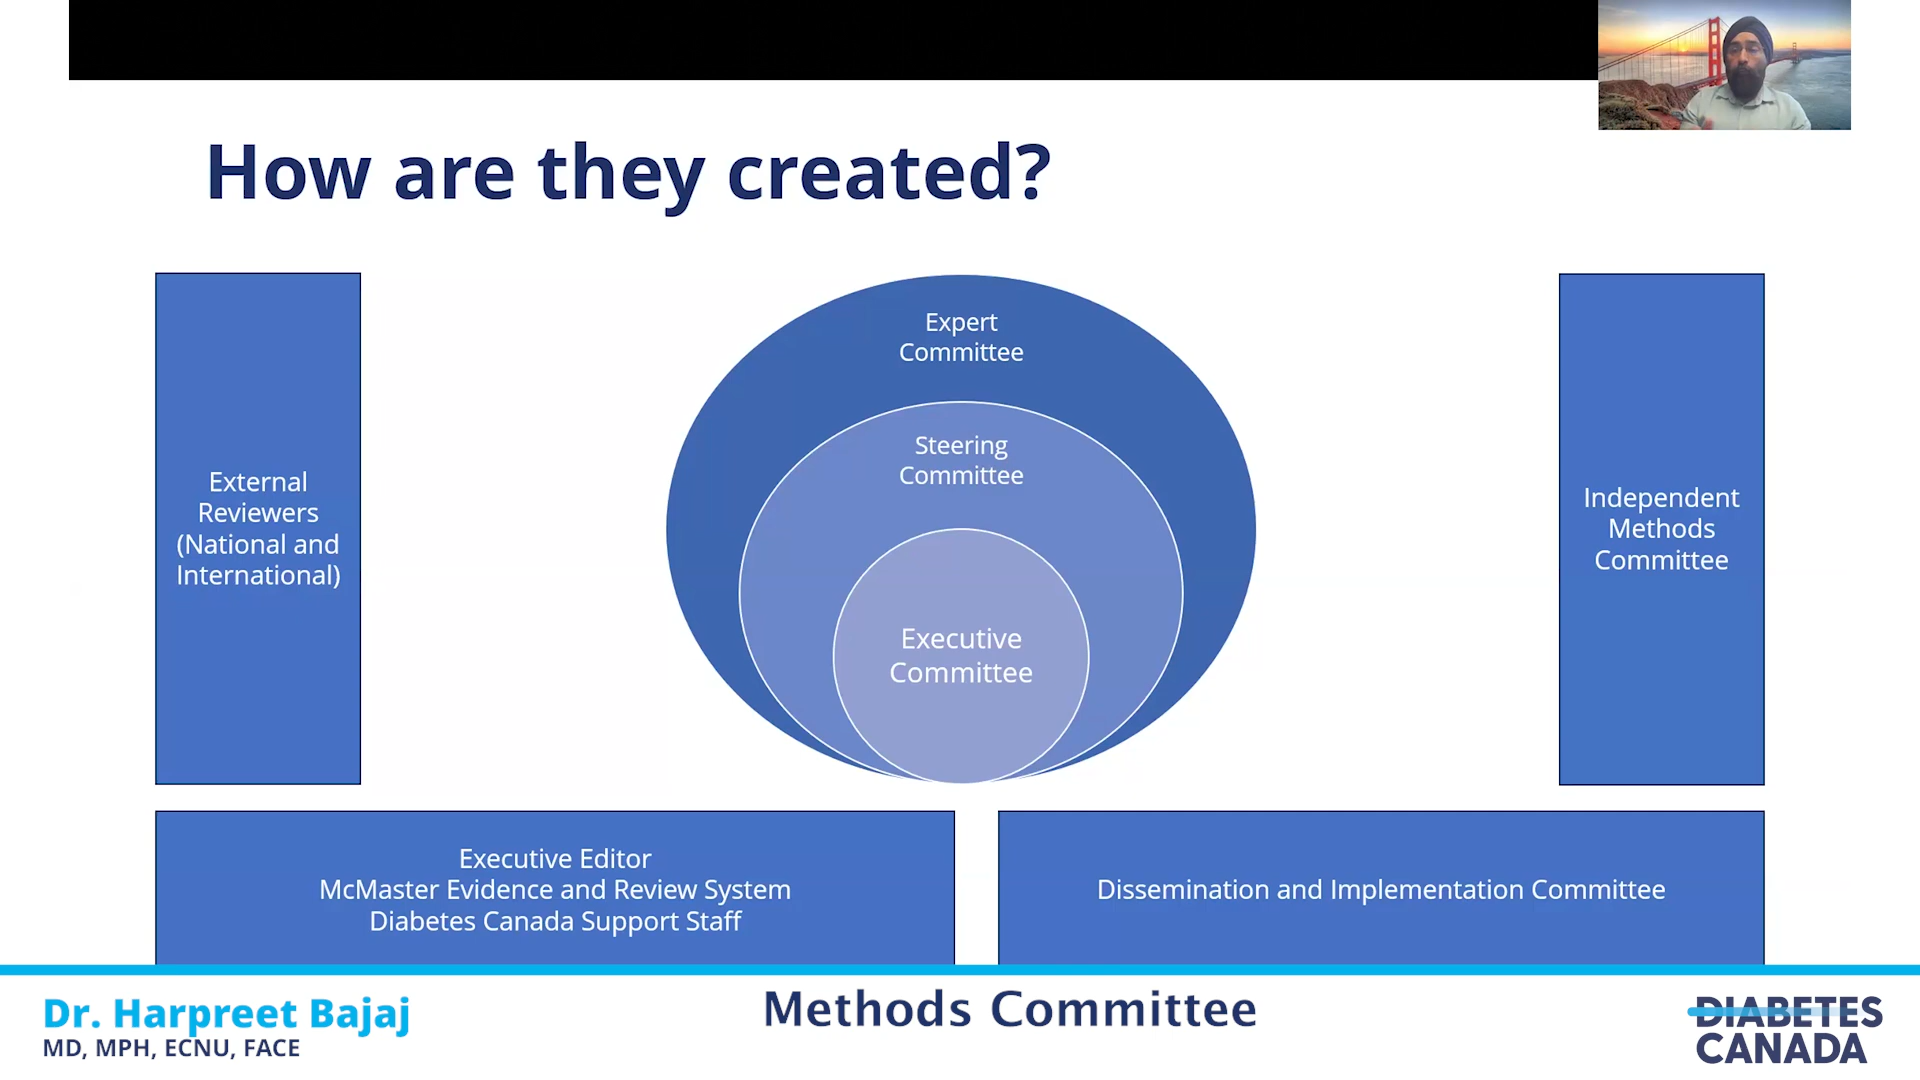 How are they created?
External
Reviewers
(National and
International)
Expert
Committee
Steering
Committee
Executive
Committee
Independent
Methods
Committee
Executive Editor
McMaster Evidence and Review System
Diabetes Canada Support Staff
Dissemination and Implementation Committee
Dr. Harpreet Bajaj
MD, MPH, ECNU, FACE
Methods Committee
DIABETES
CANADA